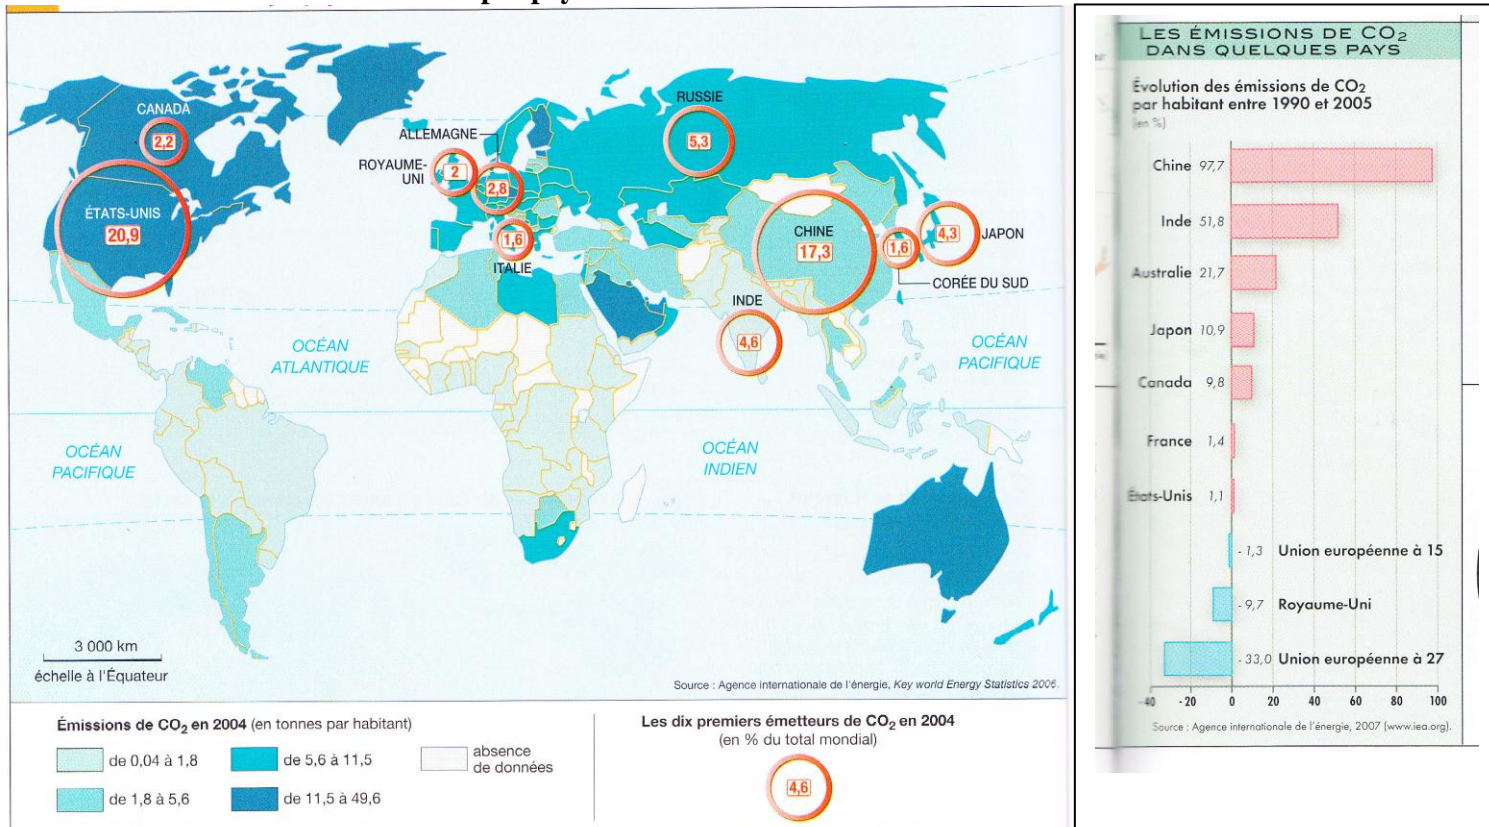 CANADA
2,2
ÉTATS-UNIS
20,9
ROYAUME-
UNI
2
ALLEMAGNE
2,8
1,6
ITALIE
RUSSIE
5,3
CHINE
17,3
INDE
4,6
1,6
CORÉE DU SUD
4,3
JAPON
OCÉAN
ATLANTIQUE
OCÉAN
PACIFIQUE
OCÉAN
INDIEN
OCÉAN
PACIFIQUE
3 000 km
échelle à l'Équateur
Source : Agence internationale de l'énergie, Key world Energy Statistics 2006.
Émissions de CO₂ en 2004 (en tonnes par habitant)
de 0,04 à 1,8
de 1,8 à 5,6
de 5,6 à 11,5
de 11,5 à 49,6
absence
de données
Les dix premiers émetteurs de CO₂ en 2004
(en % du total mondial)
4,6
LES ÉMISSIONS DE CO₂
DANS QUELQUES PAYS
Évolution des émissions de CO₂
par habitant entre 1990 et 2005
(en %)
Chine 97,7
Inde 51,8
Australie 21,7
Japon 10,9
Canada 9,8
France 1,4
États-Unis 1,1
- 1,3 Union européenne à 15
- 9,7 Royaume-Uni
- 33,0 Union européenne à 27
-40 -20 0 20 40 60 80 100
Source : Agence internationale de l'énergie, 2007 (www.iea.org).